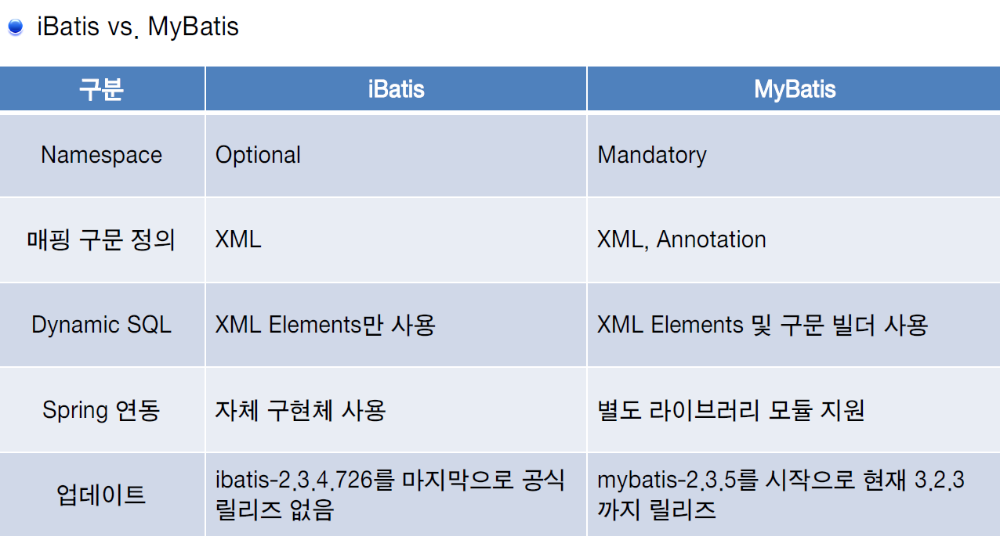 iBatis vs. MyBatis
구분 iBatis MyBatis
Namespace Optional Mandatory
매핑 구문 정의 XML XML, Annotation
Dynamic SQL XML Elements만 사용 XML Elements 및 구문 빌더 사용
Spring 연동 자체 구현체 사용 별도 라이브러리 모듈 지원
업데이트
ibatis-2.3.4.726를 마지막으로 공식
릴리즈 없음
mybatis-2.3.5를 시작으로 현재 3.2.3
까지 릴리즈